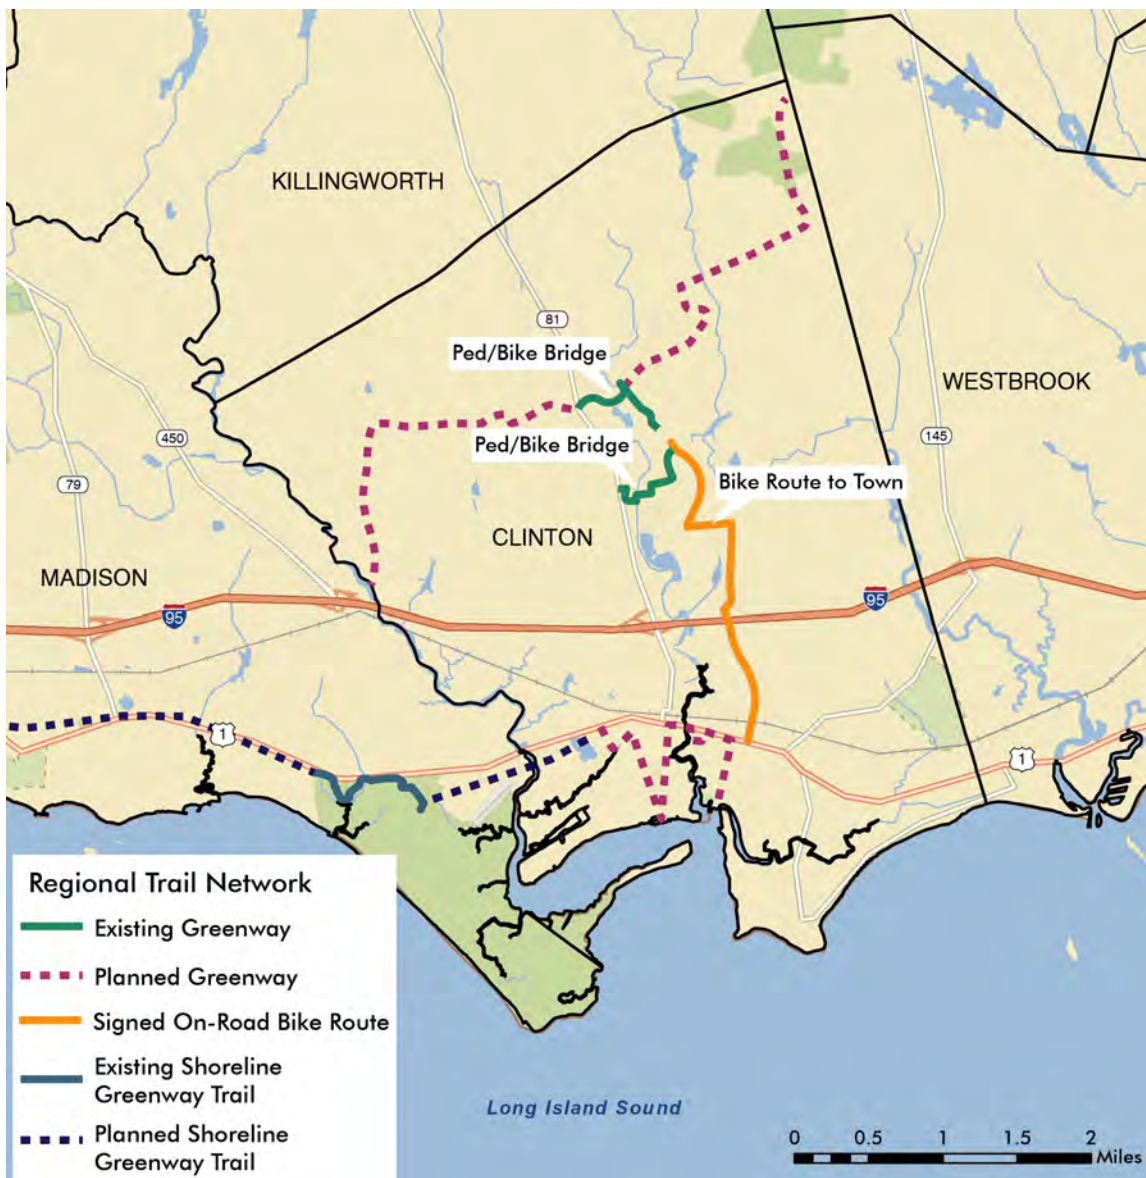 KILLINGWORTH
81
Ped/Bike Bridge
WESTBROOK
450
Ped/Bike Bridge
145
79
Bike Route to Town
CLINTON
MADISON
95
95
1
1
Regional Trail Network
Existing Greenway
Planned Greenway
Signed On-Road Bike Route
Existing Shoreline
Greenway Trail
Planned Shoreline
Greenway Trail
Long Island Sound
0 0.5 1 1.5 2
Miles